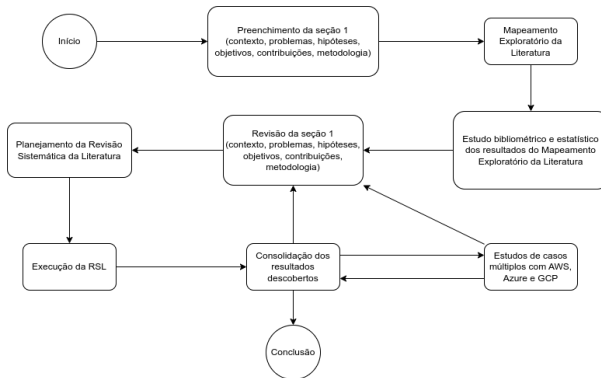 Início
Preenchimento da seção 1
(contexto, problemas, hipóteses,
objetivos, contribuições, metodologia)
Mapeamento
Exploratório da
Literatura
Estudo bibliométrico e estatístico
dos resultados do Mapeamento
Exploratório da Literatura
Revisão da seção 1
(contexto, problemas, hipóteses,
objetivos, contribuições,
metodologia)
Planejamento da Revisão
Sistemática da Literatura
Execução da RSL
Consolidação dos
resultados
descobertos
Estudos de casos
múltiplos com AWS,
Azure e GCP
Conclusão